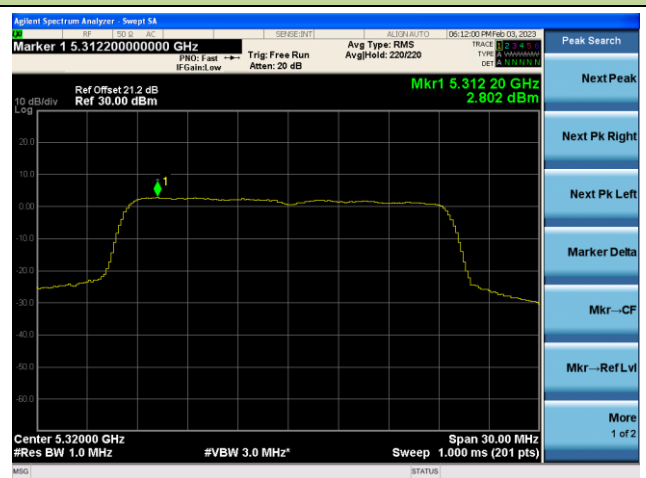 Agilent Spectrum Analyzer - Swept SA
RF 50 Ω AC SENSE:INT ALIGN AUTO 06:12:00 PM Feb 03, 2023
Marker 1 5.312200000000 GHz
PNO: Fast
IFGain:Low
Trig: Free Run
Atten: 20 dB
Avg Type: RMS
Avg|Hold: 220/220
TRACE 1 2 3 4 5 6
TYPE A WWWWW
DET A N N N N N
Peak Search
Mkr1 5.312 20 GHz
2.802 dBm
Ref Offset 21.2 dB
10 dB/div Ref 30.00 dBm
Log
20.0
10.0
0.00
-10.0
-20.0
-30.0
-40.0
-50.0
-60.0
1
Next Peak
Next Pk Right
Next Pk Left
Marker Delta
Mkr→CF
Mkr→Ref Lvl
More
1 of 2
Center 5.32000 GHz Span 30.00 MHz
#Res BW 1.0 MHz #VBW 3.0 MHz* Sweep 1.000 ms (201 pts)
MSG STATUS